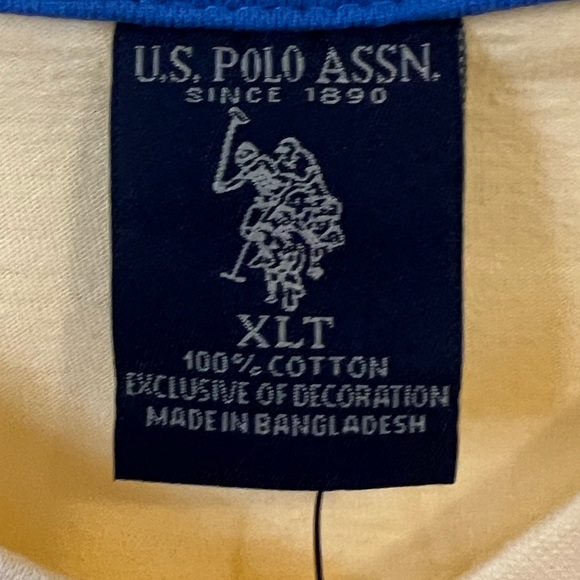 U.S. POLO ASSN.
SINCE 1890
XLT
100% COTTON
EXCLUSIVE OF DECORATION
MADE IN BANGLADESH